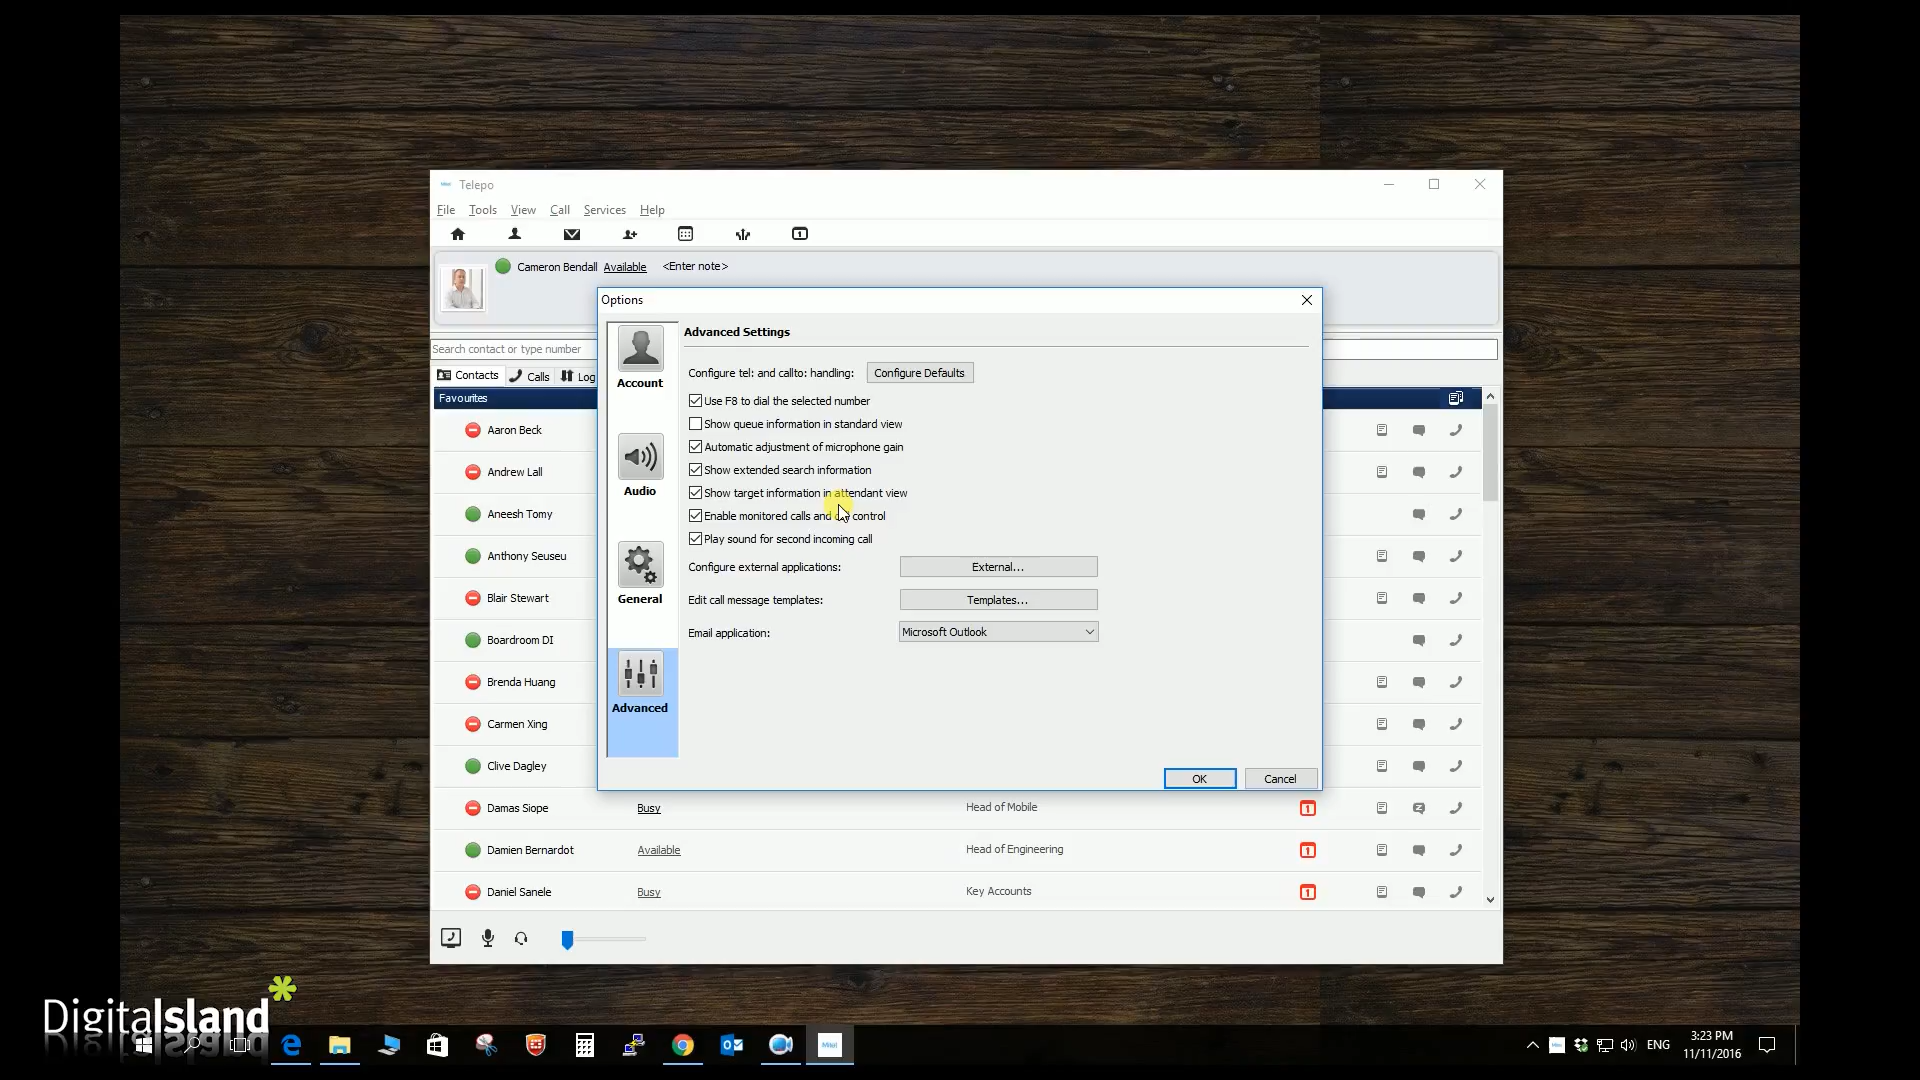 Telepo
File Tools View Call Services Help
Cameron Bendall Available <Enter note>
Options
Advanced Settings
Search contact or type number
Account
Configure tel: and callto: handling: Configure Defaults
Contacts Calls Log
Favourites
Use F8 to dial the selected number
Show queue information in standard view
Aaron Beck
Automatic adjustment of microphone gain
Show extended search information
Andrew Lall
Audio
Show target information in attendant view
Aneesh Tomy
Enable monitored calls and control
Play sound for second incoming call
Anthony Seuseu
Configure external applications: External...
Blair Stewart
General
Edit call message templates: Templates...
Email application: Microsoft Outlook
Boardroom DI
Brenda Huang
Advanced
Carmen Xing
Clive Dagley
OK Cancel
Damas Siope Busy Head of Mobile 1
Damien Bernardot Available Head of Engineering 1
Daniel Sanele Busy Key Accounts 1
DigitalIsland
Mitel
ENG
3:23 PM
11/11/2016